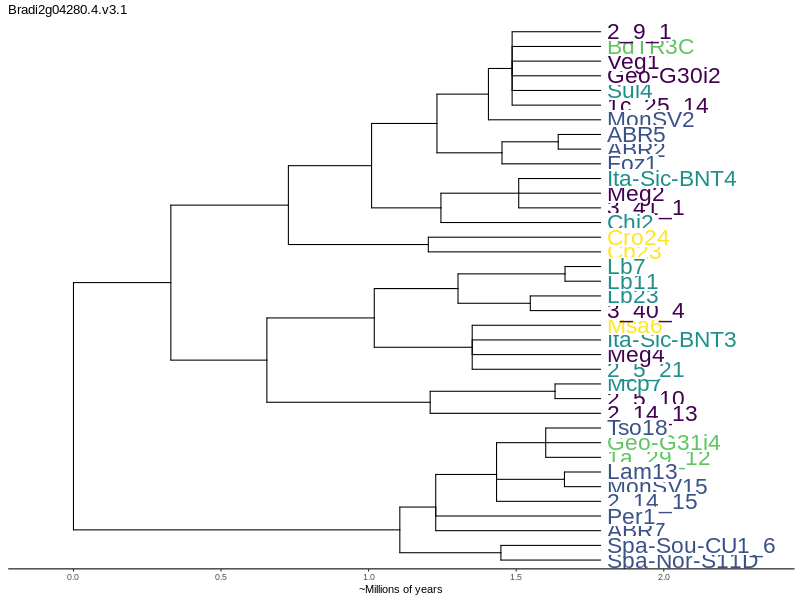 Bradi2g04280.4.v3.1
2_9_1
BdTR3C
Veg1
Geo-G30i2
Sul4
1c_25_14
MonSV2
ABR5
ABR2
Foz1
Ita-Sic-BNT4
Meg2
3_41_1
Chi2
Cro24
Cp23
Lb7
Lb11
Lb23
3_40_4
Msa6
Ita-Sic-BNT3
Meg4
2_5_21
Mcp7
2_5_10
2_14_13
Tso18
Geo-G31i4
1a_29_12
Lam13
MonSV15
2_14_15
Per1
ABR7
Spa-Sou-CU1_6
Spa-Nor-S11D
0.0 0.5 1.0 1.5 2.0
~Millions of years